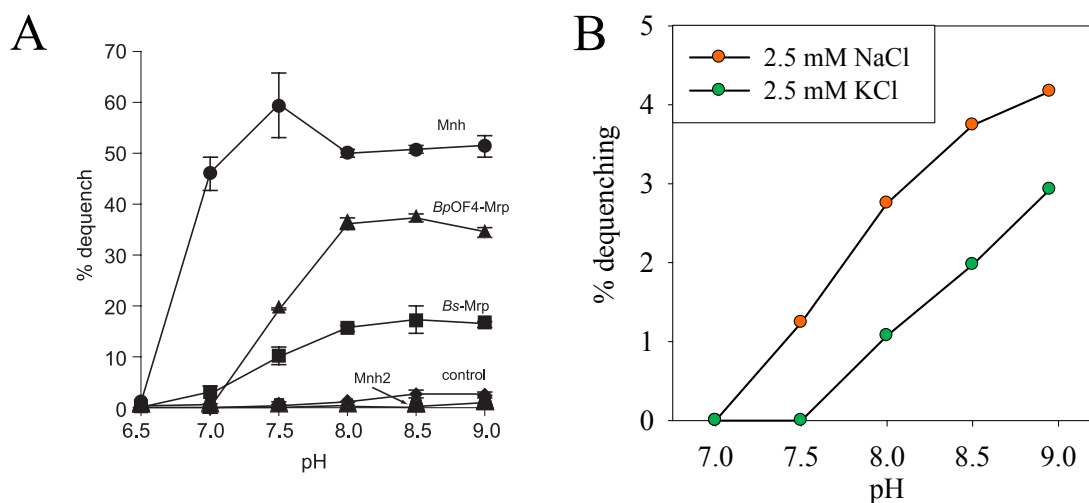 A
% dequench
70
60
50
40
30
20
10
0
6.5 7.0 7.5 8.0 8.5 9.0
pH
Mnh
BpOF4-Mrp
Bs-Mrp
Mnh2
control
B
% dequenching
5
4
3
2
1
0
7.0 7.5 8.0 8.5 9.0
pH
2.5 mM NaCl
2.5 mM KCl